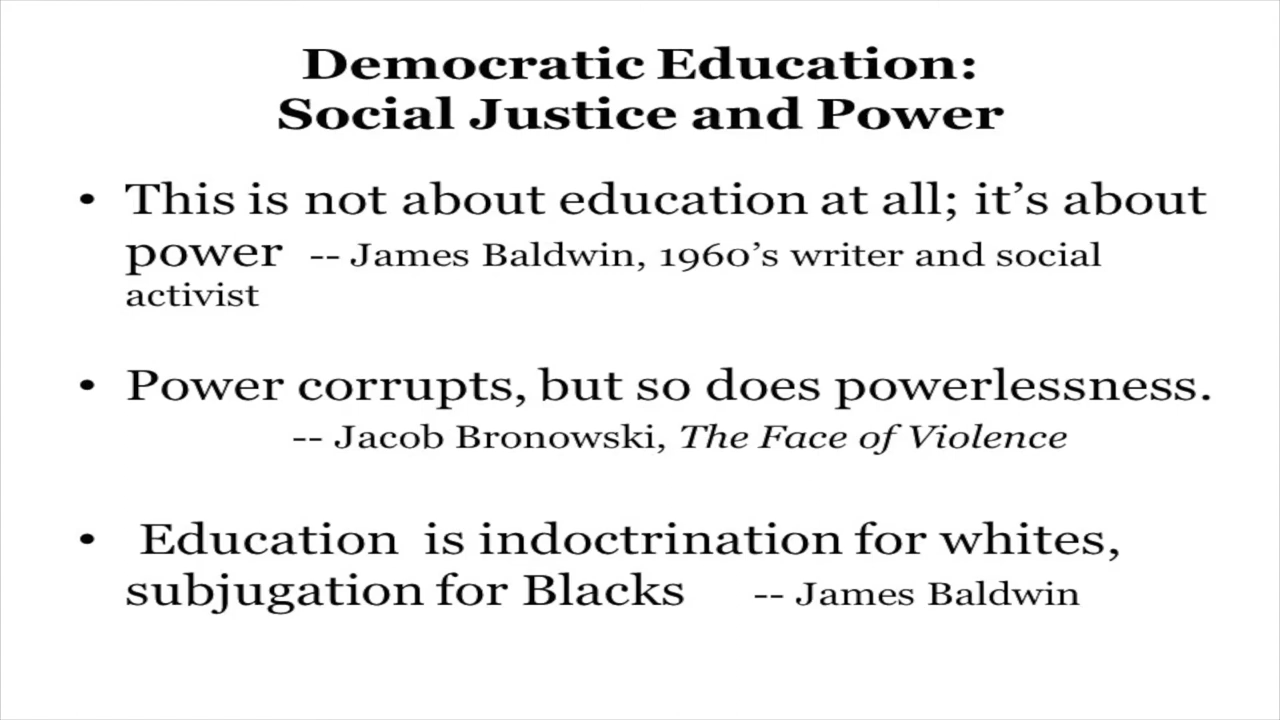 Democratic Education:
Social Justice and Power
• This is not about education at all; it’s about
power -- James Baldwin, 1960’s writer and social
activist
• Power corrupts, but so does powerlessness.
-- Jacob Bronowski, The Face of Violence
• Education is indoctrination for whites,
subjugation for Blacks -- James Baldwin